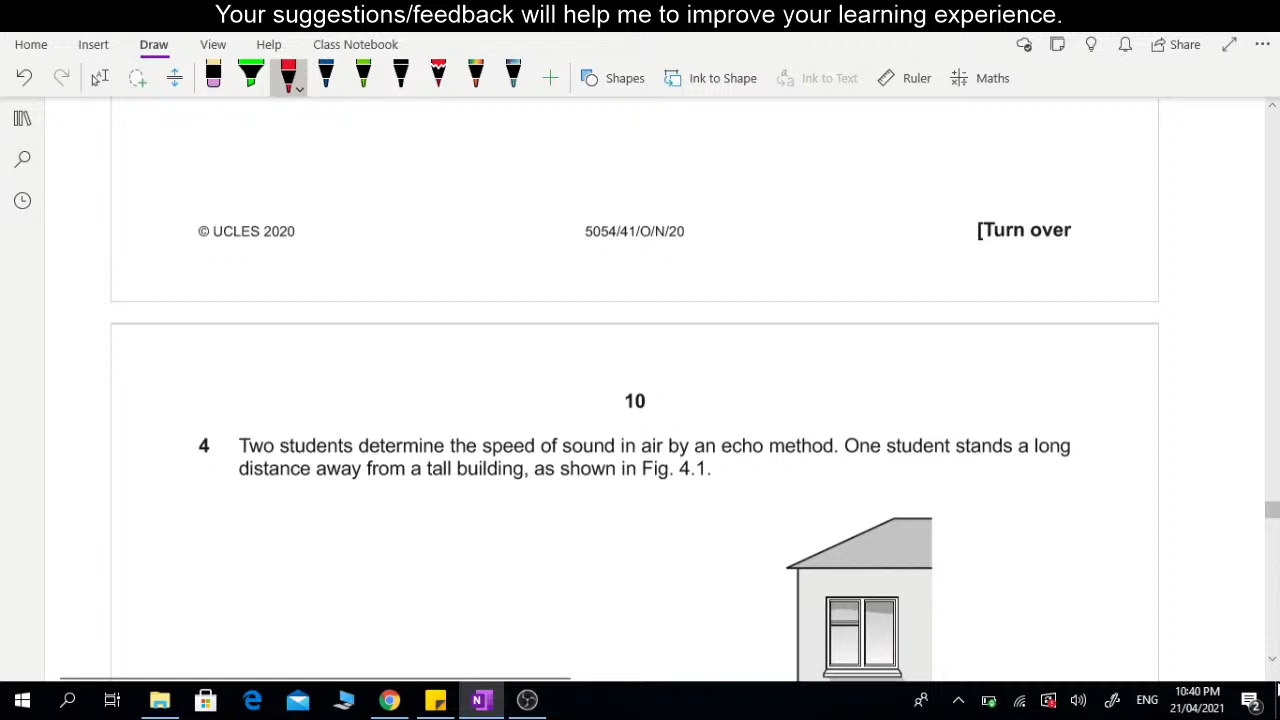 Your suggestions/feedback will help me to improve your learning experience.
Home Insert Draw View Help Class Notebook Share
Shapes Ink to Shape Ink to Text Ruler Maths
© UCLES 2020 5054/41/O/N/20 [Turn over
10
4 Two students determine the speed of sound in air by an echo method. One student stands a long
distance away from a tall building, as shown in Fig. 4.1.
ENG 10:40 PM
21/04/2021 2